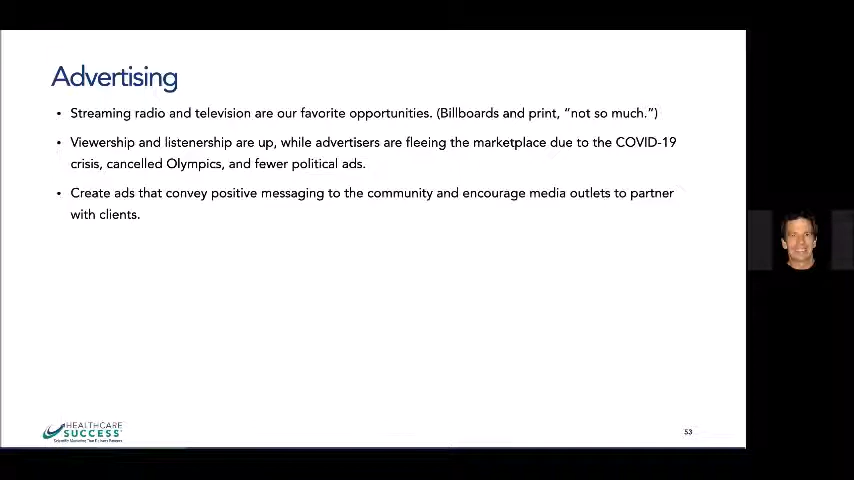 Advertising
• Streaming radio and television are our favorite opportunities. (Billboards and print, “not so much.”)
• Viewership and listenership are up, while advertisers are fleeing the marketplace due to the COVID-19
crisis, cancelled Olympics, and fewer political ads.
• Create ads that convey positive messaging to the community and encourage media outlets to partner
with clients.
HEALTHCARE
SUCCESS
53